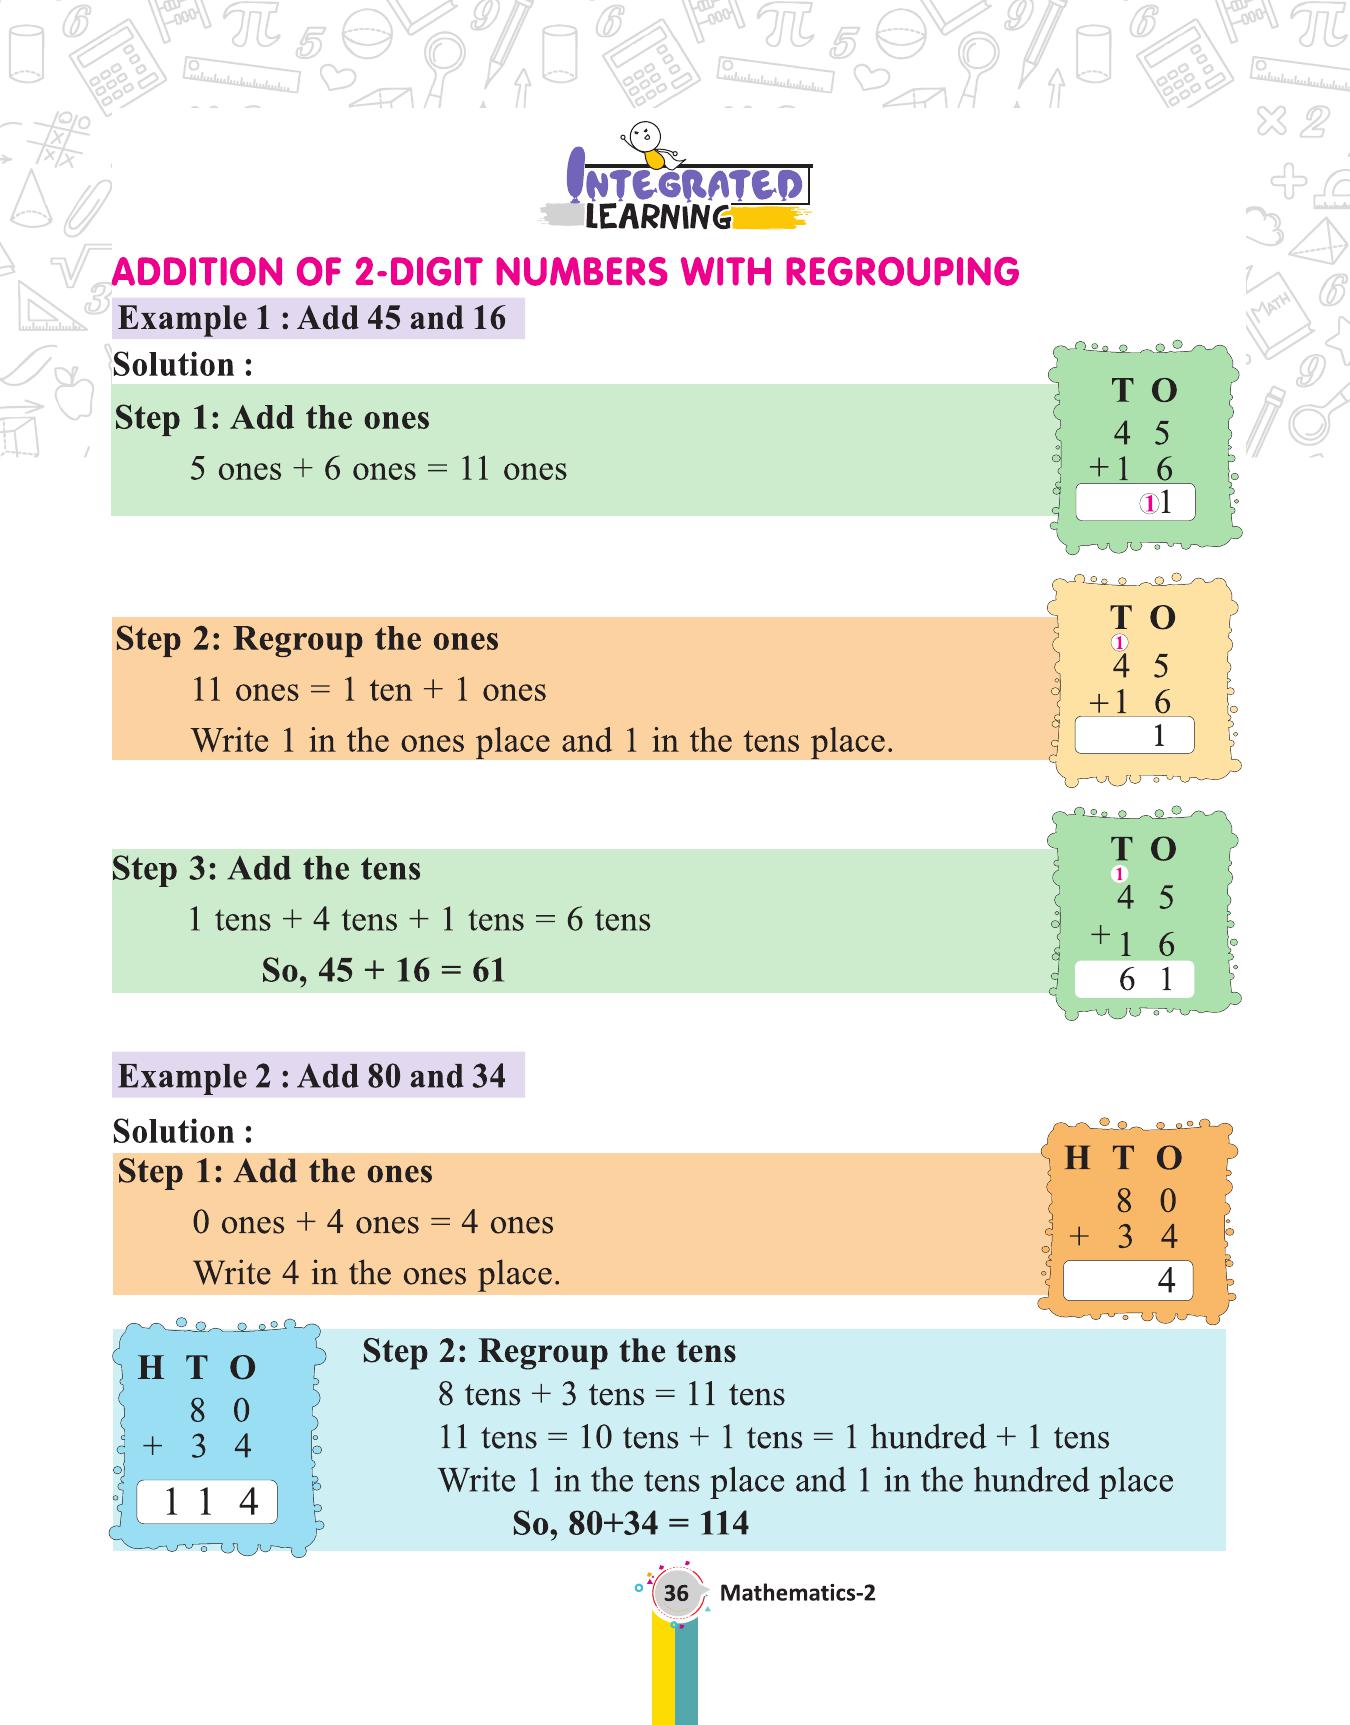 INTEGRATED
LEARNING
ADDITION OF 2-DIGIT NUMBERS WITH REGROUPING
Example 1 : Add 45 and 16
Solution :
Step 1: Add the ones
5 ones + 6 ones = 11 ones
T O
4 5
+1 6
1 1
Step 2: Regroup the ones
11 ones = 1 ten + 1 ones
Write 1 in the ones place and 1 in the tens place.
T O
1
4 5
+1 6
1
Step 3: Add the tens
1 tens + 4 tens + 1 tens = 6 tens
So, 45 + 16 = 61
T O
1
4 5
+ 1 6
6 1
Example 2 : Add 80 and 34
Solution :
Step 1: Add the ones
0 ones + 4 ones = 4 ones
Write 4 in the ones place.
H T O
8 0
+ 3 4
4
H T O
8 0
+ 3 4
1 1 4
Step 2: Regroup the tens
8 tens + 3 tens = 11 tens
11 tens = 10 tens + 1 tens = 1 hundred + 1 tens
Write 1 in the tens place and 1 in the hundred place
So, 80+34 = 114
36 Mathematics-2